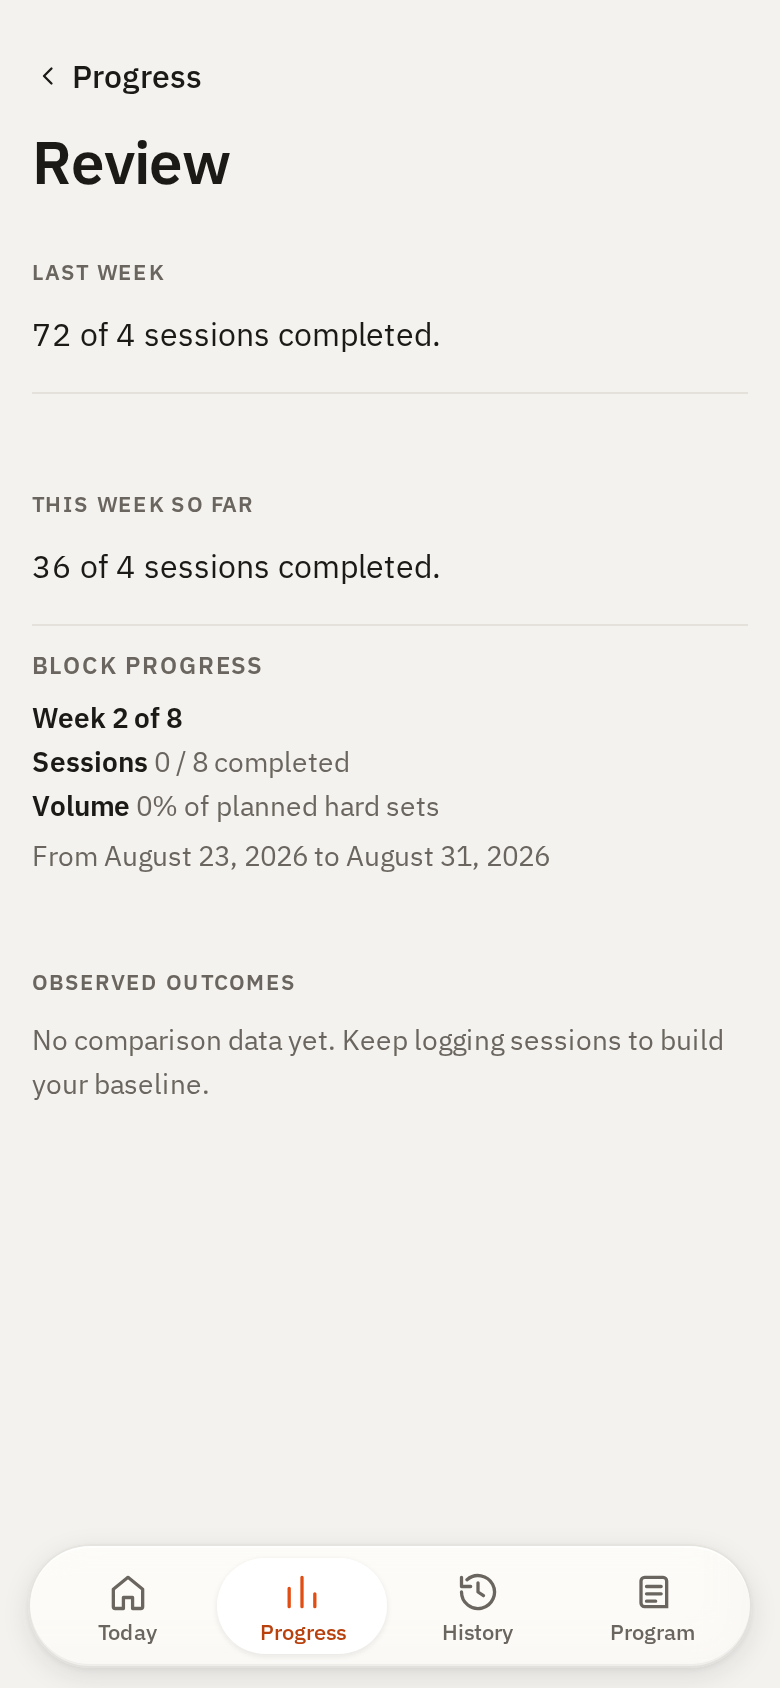 Progress
Review
LAST WEEK
72 of 4 sessions completed.
THIS WEEK SO FAR
36 of 4 sessions completed.
BLOCK PROGRESS
Week 2 of 8
Sessions 0 / 8 completed
Volume 0% of planned hard sets
From August 23, 2026 to August 31, 2026
OBSERVED OUTCOMES
No comparison data yet. Keep logging sessions to build
your baseline.
Today Progress History Program